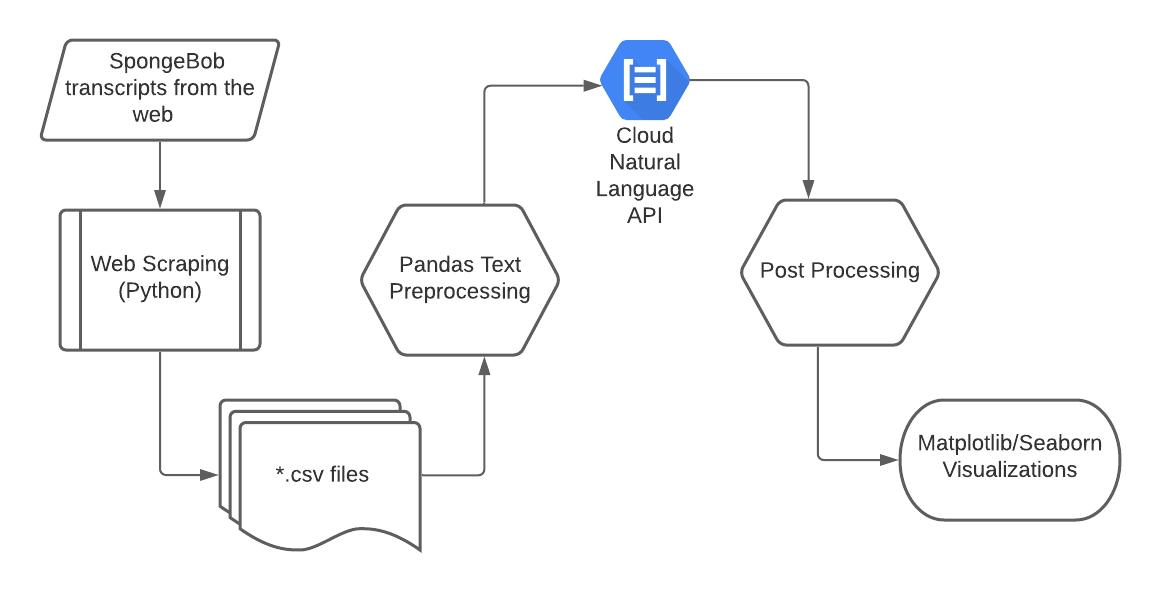 SpongeBob
transcripts from the
web
Web Scraping
(Python)
*.csv files
Pandas Text
Preprocessing
Cloud
Natural
Language
API
Post Processing
Matplotlib/Seaborn
Visualizations